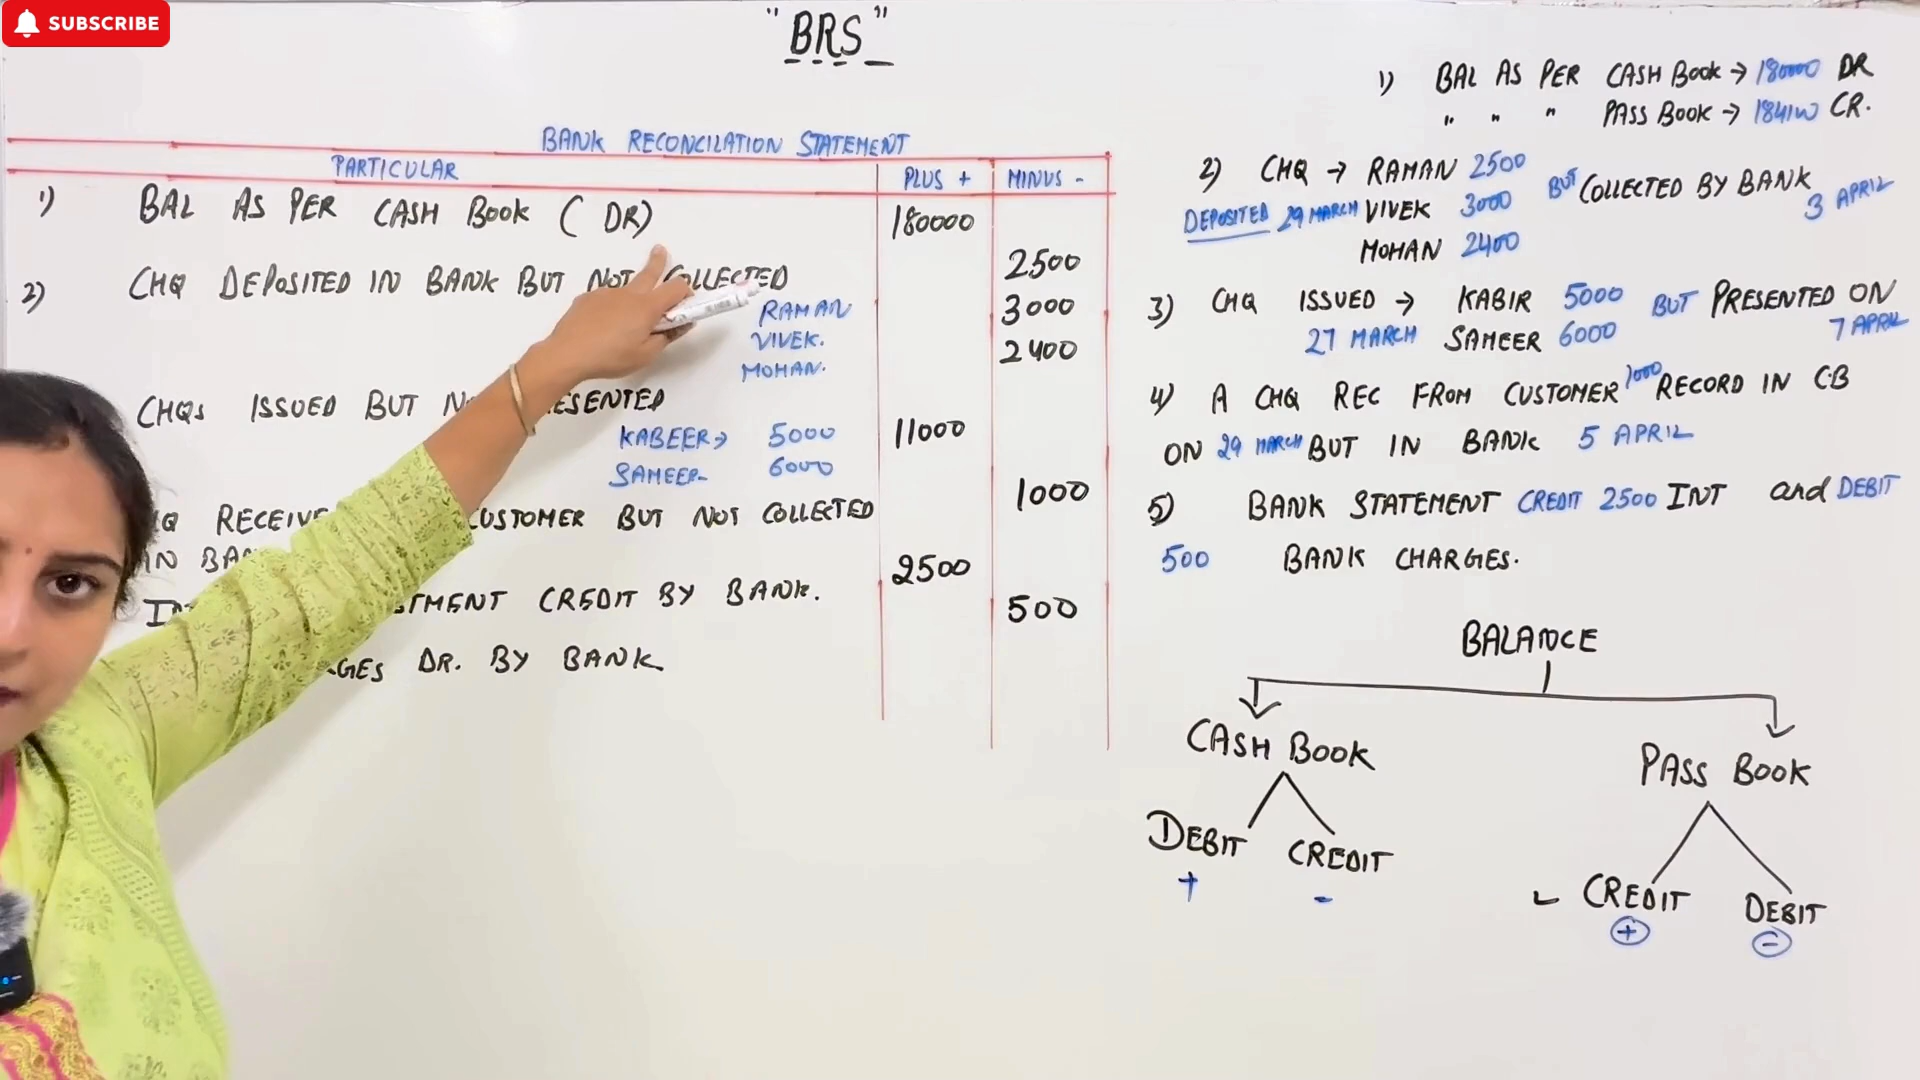 SUBSCRIBE
"BRS"
BANK RECONCILATION STATEMENT
PARTICULAR PLUS + MINUS -
1) BAL AS PER CASH BOOK ( DR) 180000
2) CHQ DEPOSITED IN BANK BUT NOT COLLECTED 2500
RAMAN 3000
VIVEK. 2400
MOHAN.
CHQS ISSUED BUT PRESENTED
KABEER→ 5000 11000
SAMEER- 6000
1000
RECEIVE CUSTOMER BUT NOT COLLECTED
IN BAN
2500
CREDIT BY BANK.
500
DR. BY BANK
1) BAL AS PER CASH BOOK → 180000 DR
" " " PASS BOOK → CR.
2) CHQ → RAMAN 2500 BUT COLLECTED BY BANK
DEPOSITED 29 MARCH VIVEK 3000 3 APRIL
MOHAN 2400
3) CHQ ISSUED → KABIR 5000 BUT PRESENTED ON
27 MARCH SAMEER 6000 7 APRIL
4) A CHQ REC FROM CUSTOMER 1000 RECORD IN C.B
ON 29 MARCH BUT IN BANK 5 APRIL
5) BANK STATEMENT CREDIT 2500 INT and DEBIT
500 BANK CHARGES.
BALANCE
CASH BOOK PASS BOOK
DEBIT CREDIT CREDIT DEBIT
+ - + -